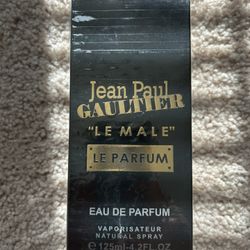 Jean Paul
GAULTIER
"LE MALE"
LE PARFUM
EAU DE PARFUM
VAPORISATEUR
NATURAL SPRAY
℮125ml-4.2FL.OZ